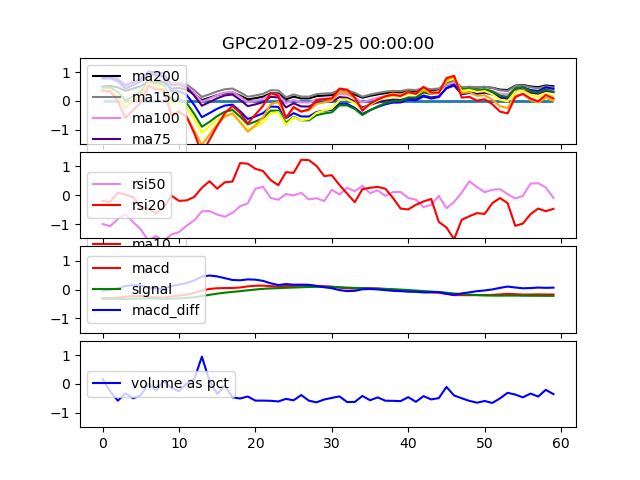 GPC2012-09-25 00:00:00
1
0
−1
ma200
ma150
ma100
ma75
1
0
−1
rsi50
rsi20
ma10
1
0
−1
macd
signal
macd_diff
1
0
−1
volume as pct
0 10 20 30 40 50 60